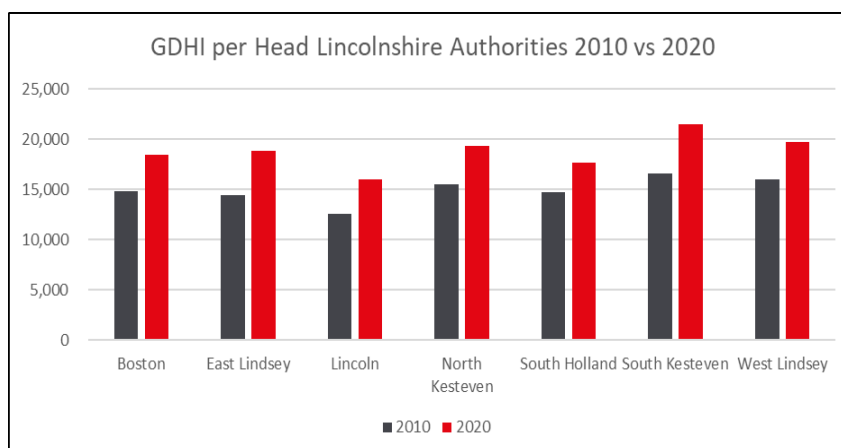 GDHI per Head Lincolnshire Authorities 2010 vs 2020
25,000
20,000
15,000
10,000
5,000
0
Boston
East Lindsey
Lincoln
North
Kesteven
South Holland
South Kesteven
West Lindsey
2010
2020